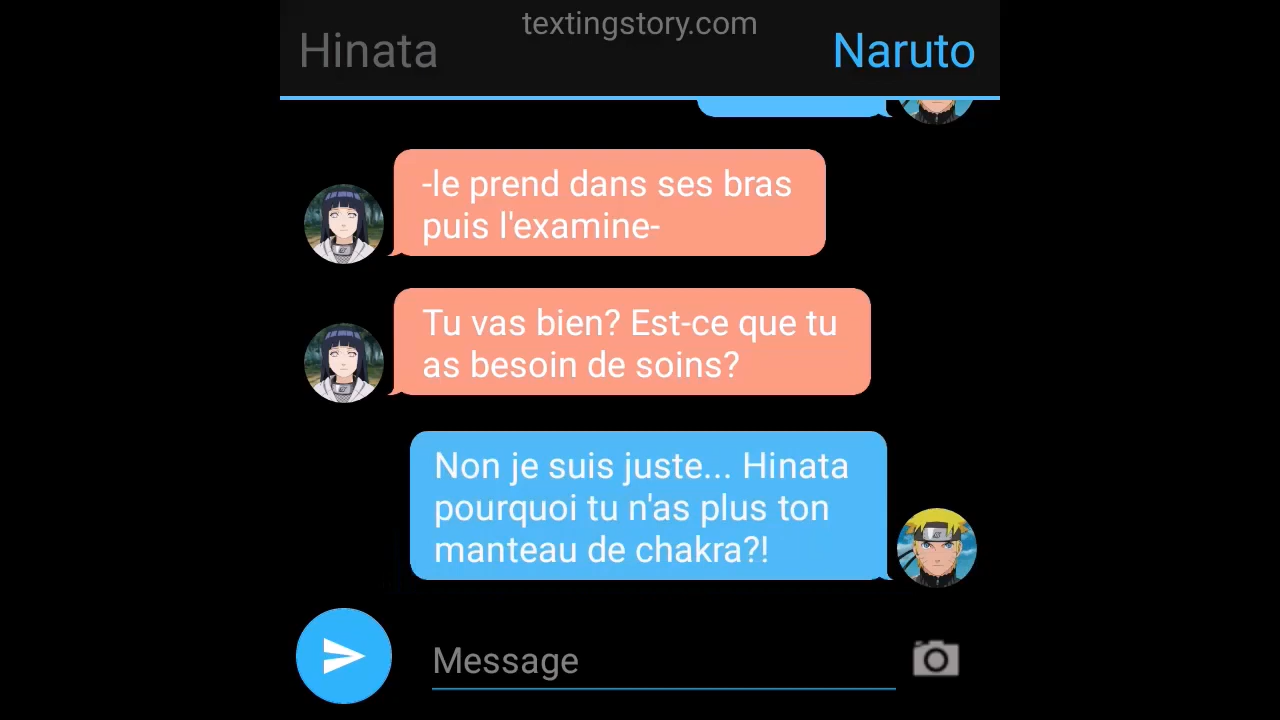 textingstory.com
Hinata
Naruto
-le prend dans ses bras
puis l'examine-
Tu vas bien? Est-ce que tu
as besoin de soins?
Non je suis juste... Hinata
pourquoi tu n'as plus ton
manteau de chakra?!
Message